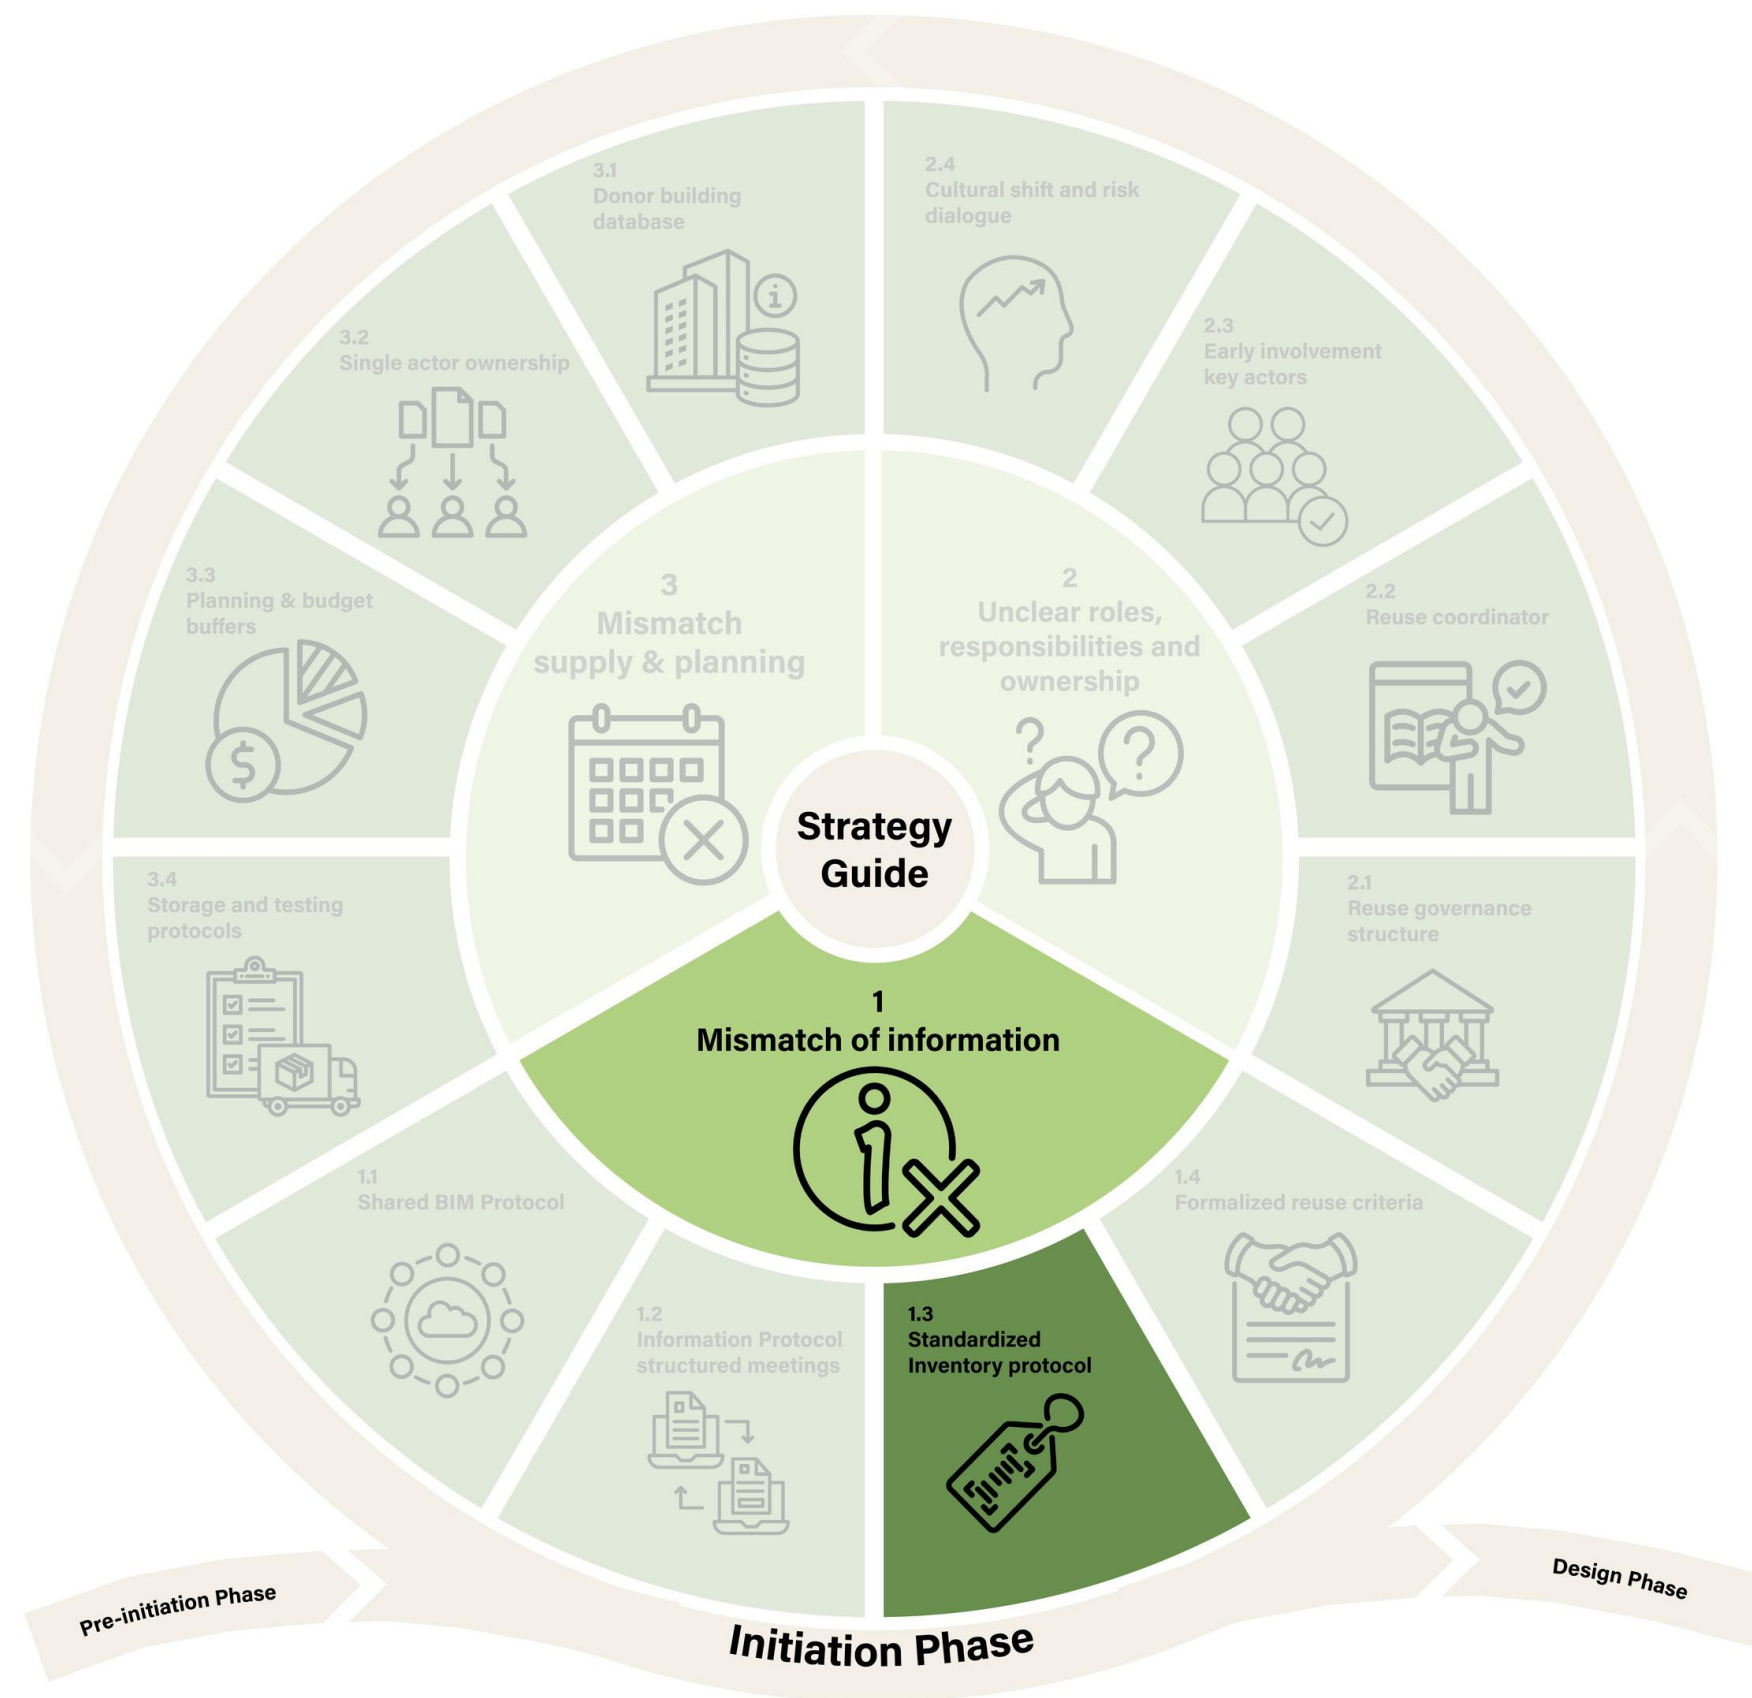 3.1
Donor building
database
2.4
Cultural shift and risk
dialogue
3.2
Single actor ownership
2.3
Early involvement
key actors
3.3
Planning & budget
buffers
3
Mismatch
supply & planning
2
Unclear roles,
responsibilities and
ownership
2.2
Reuse coordinator
Strategy
Guide
3.4
Storage and testing
protocols
2.1
Reuse governance
structure
1
Mismatch of information
1.1
Shared BIM Protocol
1.2
Information Protocol
structured meetings
1.3
Standardized
Inventory protocol
1.4
Formalized reuse criteria
Pre-initiation Phase
Initiation Phase
Design Phase